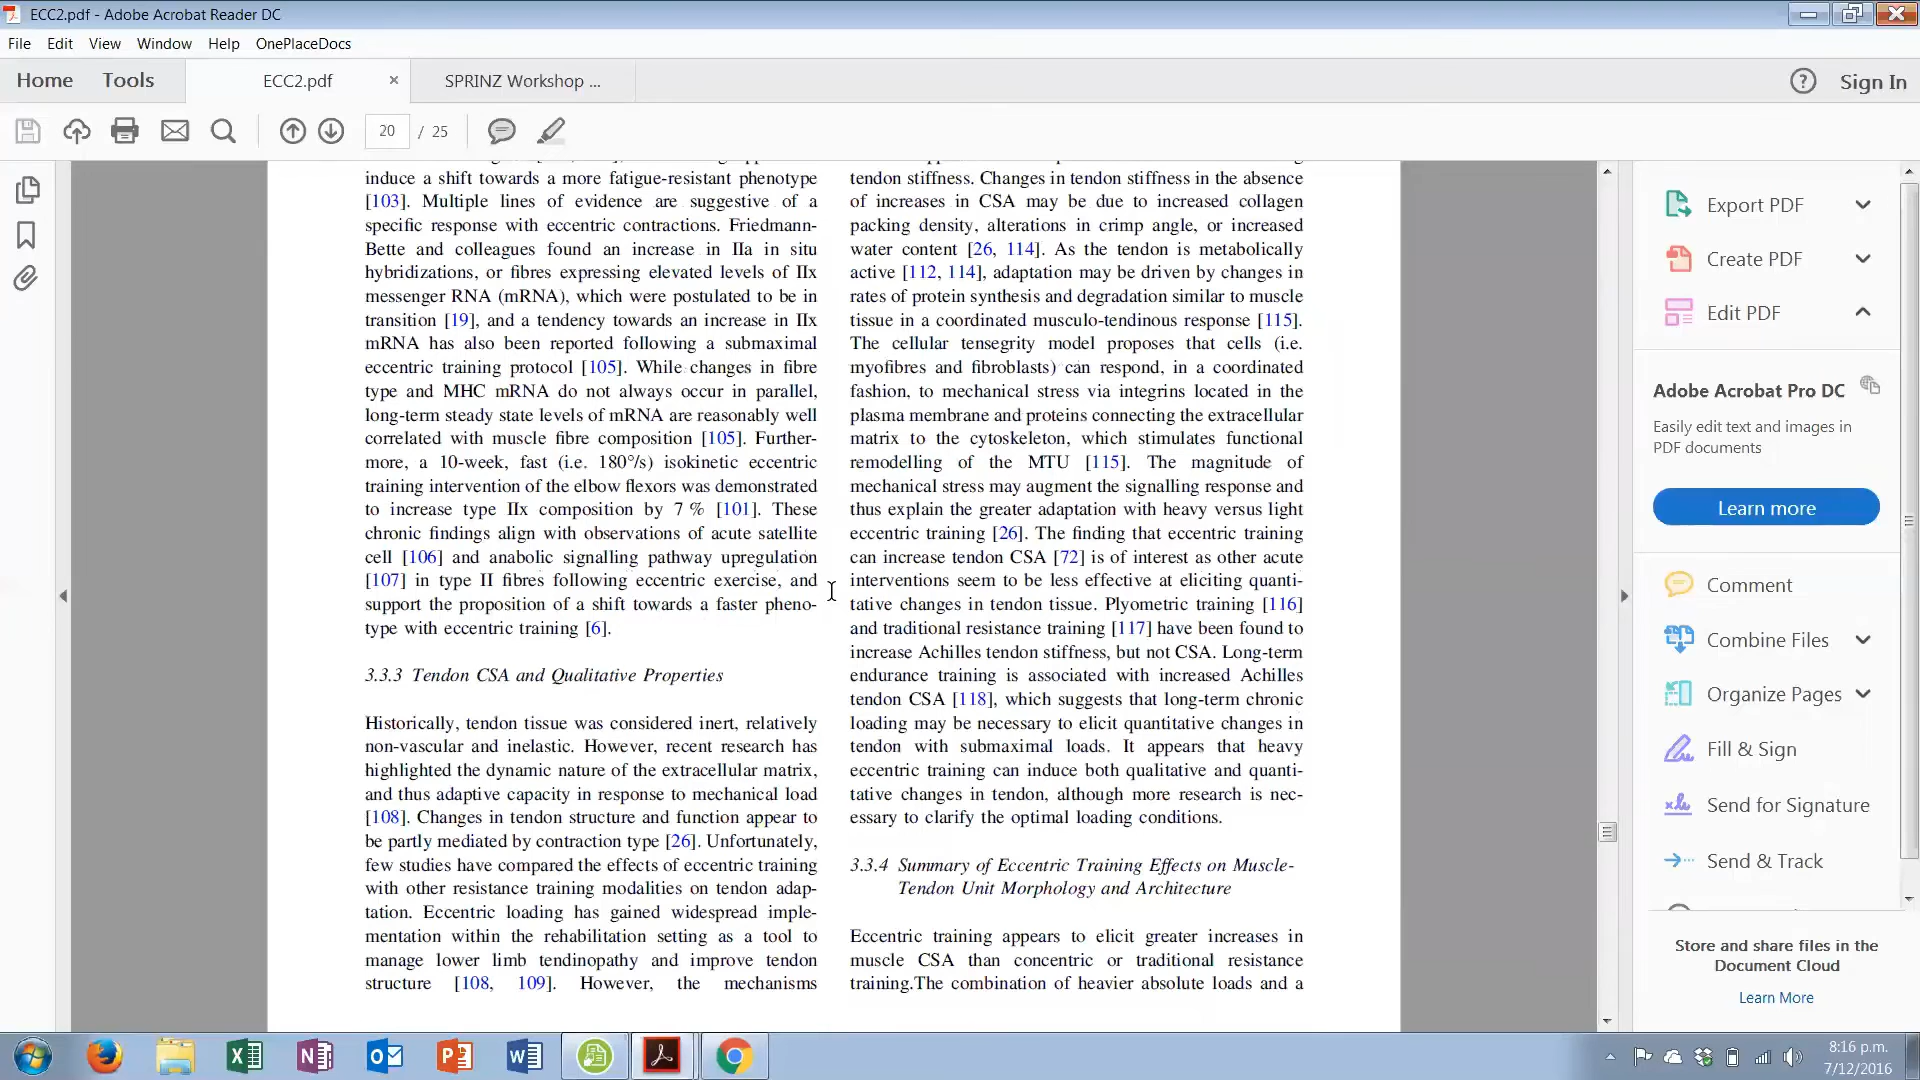 ECC2.pdf - Adobe Acrobat Reader DC
File Edit View Window Help OnePlaceDocs
Home Tools ECC2.pdf × SPRINZ Workshop ... ? Sign In
20 / 25
induce a shift towards a more fatigue-resistant phenotype
[103]. Multiple lines of evidence are suggestive of a
specific response with eccentric contractions. Friedmann-
Bette and colleagues found an increase in IIa in situ
hybridizations, or fibres expressing elevated levels of IIx
messenger RNA (mRNA), which were postulated to be in
transition [19], and a tendency towards an increase in IIx
mRNA has also been reported following a submaximal
eccentric training protocol [105]. While changes in fibre
type and MHC mRNA do not always occur in parallel,
long-term steady state levels of mRNA are reasonably well
correlated with muscle fibre composition [105]. Further-
more, a 10-week, fast (i.e. 180°/s) isokinetic eccentric
training intervention of the elbow flexors was demonstrated
to increase type IIx composition by 7 % [101]. These
chronic findings align with observations of acute satellite
cell [106] and anabolic signalling pathway upregulation
[107] in type II fibres following eccentric exercise, and
support the proposition of a shift towards a faster pheno-
type with eccentric training [6].
3.3.3 Tendon CSA and Qualitative Properties
Historically, tendon tissue was considered inert, relatively
non-vascular and inelastic. However, recent research has
highlighted the dynamic nature of the extracellular matrix,
and thus adaptive capacity in response to mechanical load
[108]. Changes in tendon structure and function appear to
be partly mediated by contraction type [26]. Unfortunately,
few studies have compared the effects of eccentric training
with other resistance training modalities on tendon adap-
tation. Eccentric loading has gained widespread imple-
mentation within the rehabilitation setting as a tool to
manage lower limb tendinopathy and improve tendon
structure [108, 109]. However, the mechanisms
tendon stiffness. Changes in tendon stiffness in the absence
of increases in CSA may be due to increased collagen
packing density, alterations in crimp angle, or increased
water content [26, 114]. As the tendon is metabolically
active [112, 114], adaptation may be driven by changes in
rates of protein synthesis and degradation similar to muscle
tissue in a coordinated musculo-tendinous response [115].
The cellular tensegrity model proposes that cells (i.e.
myofibres and fibroblasts) can respond, in a coordinated
fashion, to mechanical stress via integrins located in the
plasma membrane and proteins connecting the extracellular
matrix to the cytoskeleton, which stimulates functional
remodelling of the MTU [115]. The magnitude of
mechanical stress may augment the signalling response and
thus explain the greater adaptation with heavy versus light
eccentric training [26]. The finding that eccentric training
can increase tendon CSA [72] is of interest as other acute
interventions seem to be less effective at eliciting quanti-
tative changes in tendon tissue. Plyometric training [116]
and traditional resistance training [117] have been found to
increase Achilles tendon stiffness, but not CSA. Long-term
endurance training is associated with increased Achilles
tendon CSA [118], which suggests that long-term chronic
loading may be necessary to elicit quantitative changes in
tendon with submaximal loads. It appears that heavy
eccentric training can induce both qualitative and quanti-
tative changes in tendon, although more research is nec-
essary to clarify the optimal loading conditions.
3.3.4 Summary of Eccentric Training Effects on Muscle-
Tendon Unit Morphology and Architecture
Eccentric training appears to elicit greater increases in
muscle CSA than concentric or traditional resistance
training.The combination of heavier absolute loads and a
Export PDF
Create PDF
Edit PDF
Adobe Acrobat Pro DC
Easily edit text and images in
PDF documents
Learn more
Comment
Combine Files
Organize Pages
Fill & Sign
Send for Signature
Send & Track
Store and share files in the
Document Cloud
Learn More
8:16 p.m.
7/12/2016